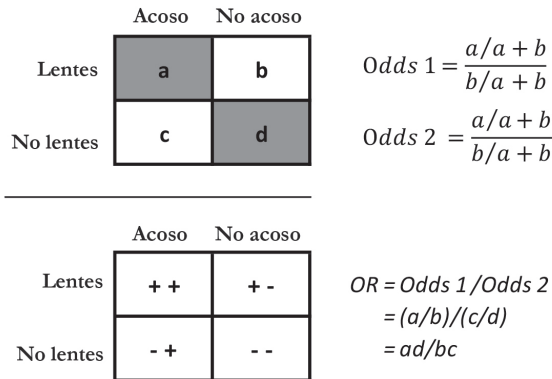 Acoso No acoso
Lentes a b
No lentes c d
Odds 1 = a/a + b / b/a + b
Odds 2 = a/a + b / b/a + b
Acoso No acoso
Lentes + + + -
No lentes - + - -
OR = Odds 1/Odds 2
= (a/b)/(c/d)
= ad/bc